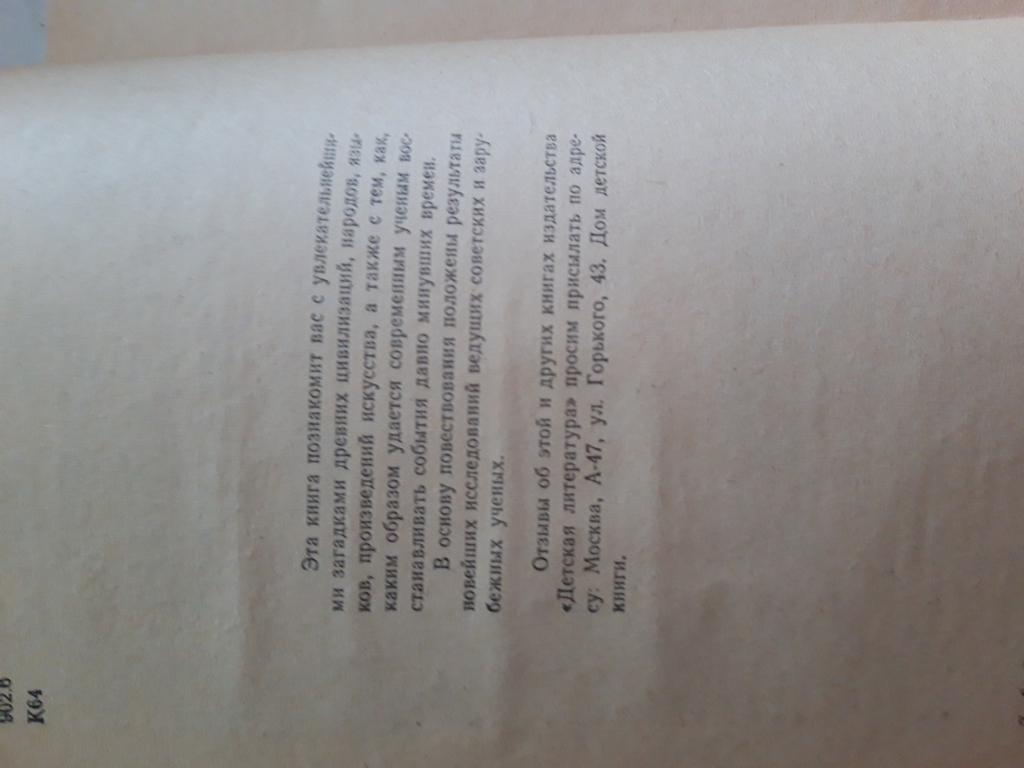 902.6
К64
Эта книга познакомит вас с увлекательнейши-
ми загадками древних цивилизаций, народов, язы-
ков, произведений искусства, а также с тем, как,
каким образом удается современным ученым вос-
станавливать события давно минувших времен.
В основу повествования положены результаты
новейших исследований ведущих советских и зару-
бежных ученых.
Отзывы об этой и других книгах издательства
«Детская литература» просим присылать по адре-
су: Москва, А-47, ул. Горького, 43. Дом детской
книги.